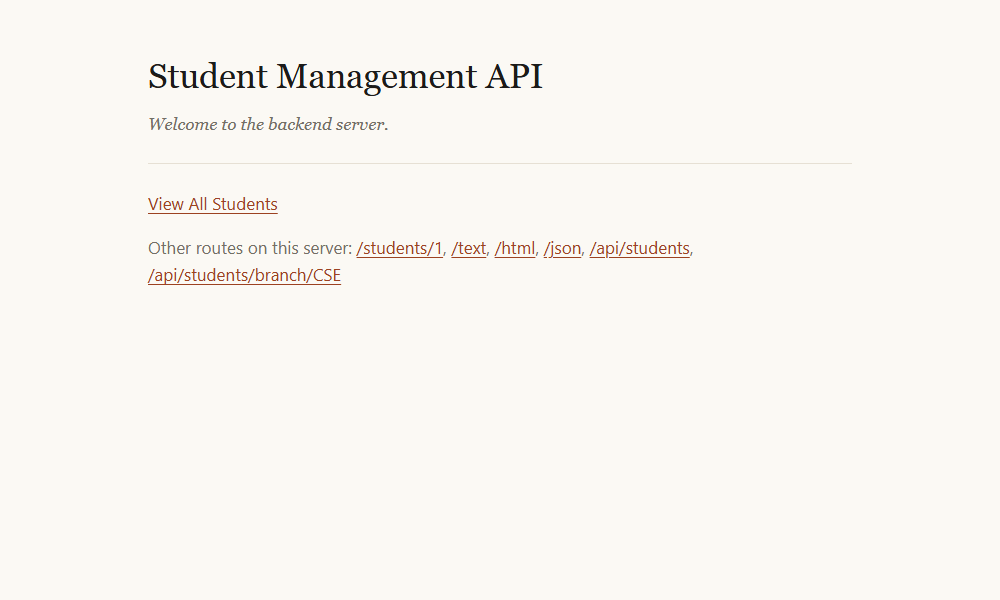 Student Management API
Welcome to the backend server.
View All Students
Other routes on this server: /students/1, /text, /html, /json, /api/students,
/api/students/branch/CSE